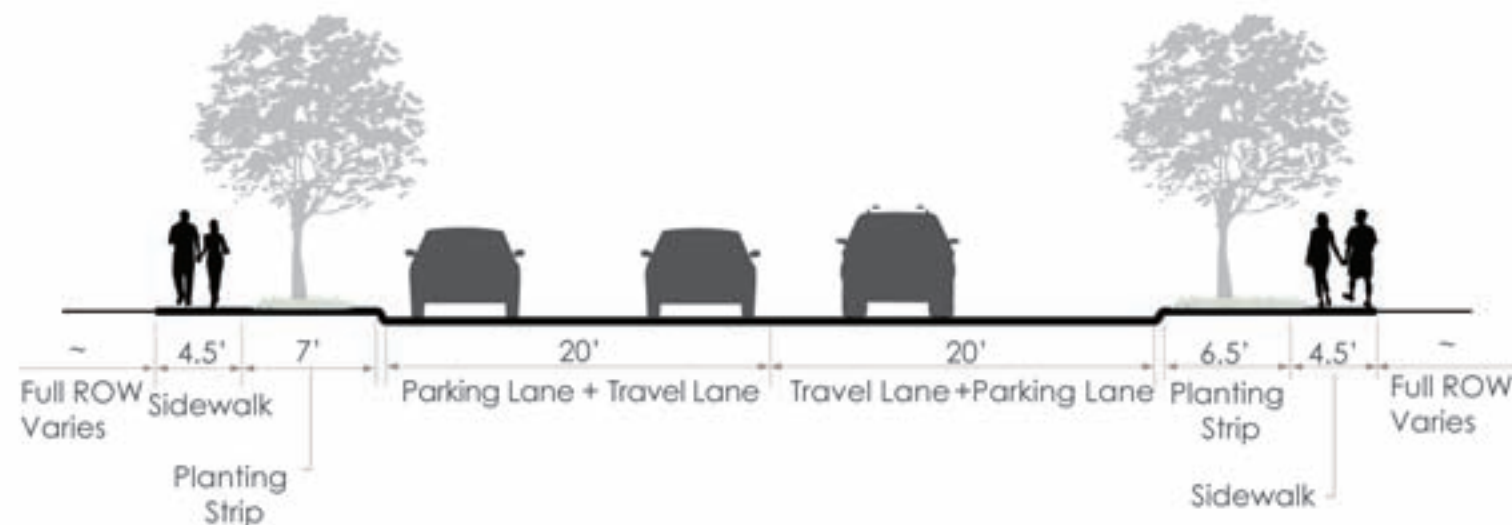 ~ 4.5' 7' 20' 20' 6.5' 4.5' ~
Full ROW
Varies
Sidewalk
Planting
Strip
Parking Lane + Travel Lane
Travel Lane +Parking Lane
Planting
Strip
Sidewalk
Full ROW
Varies